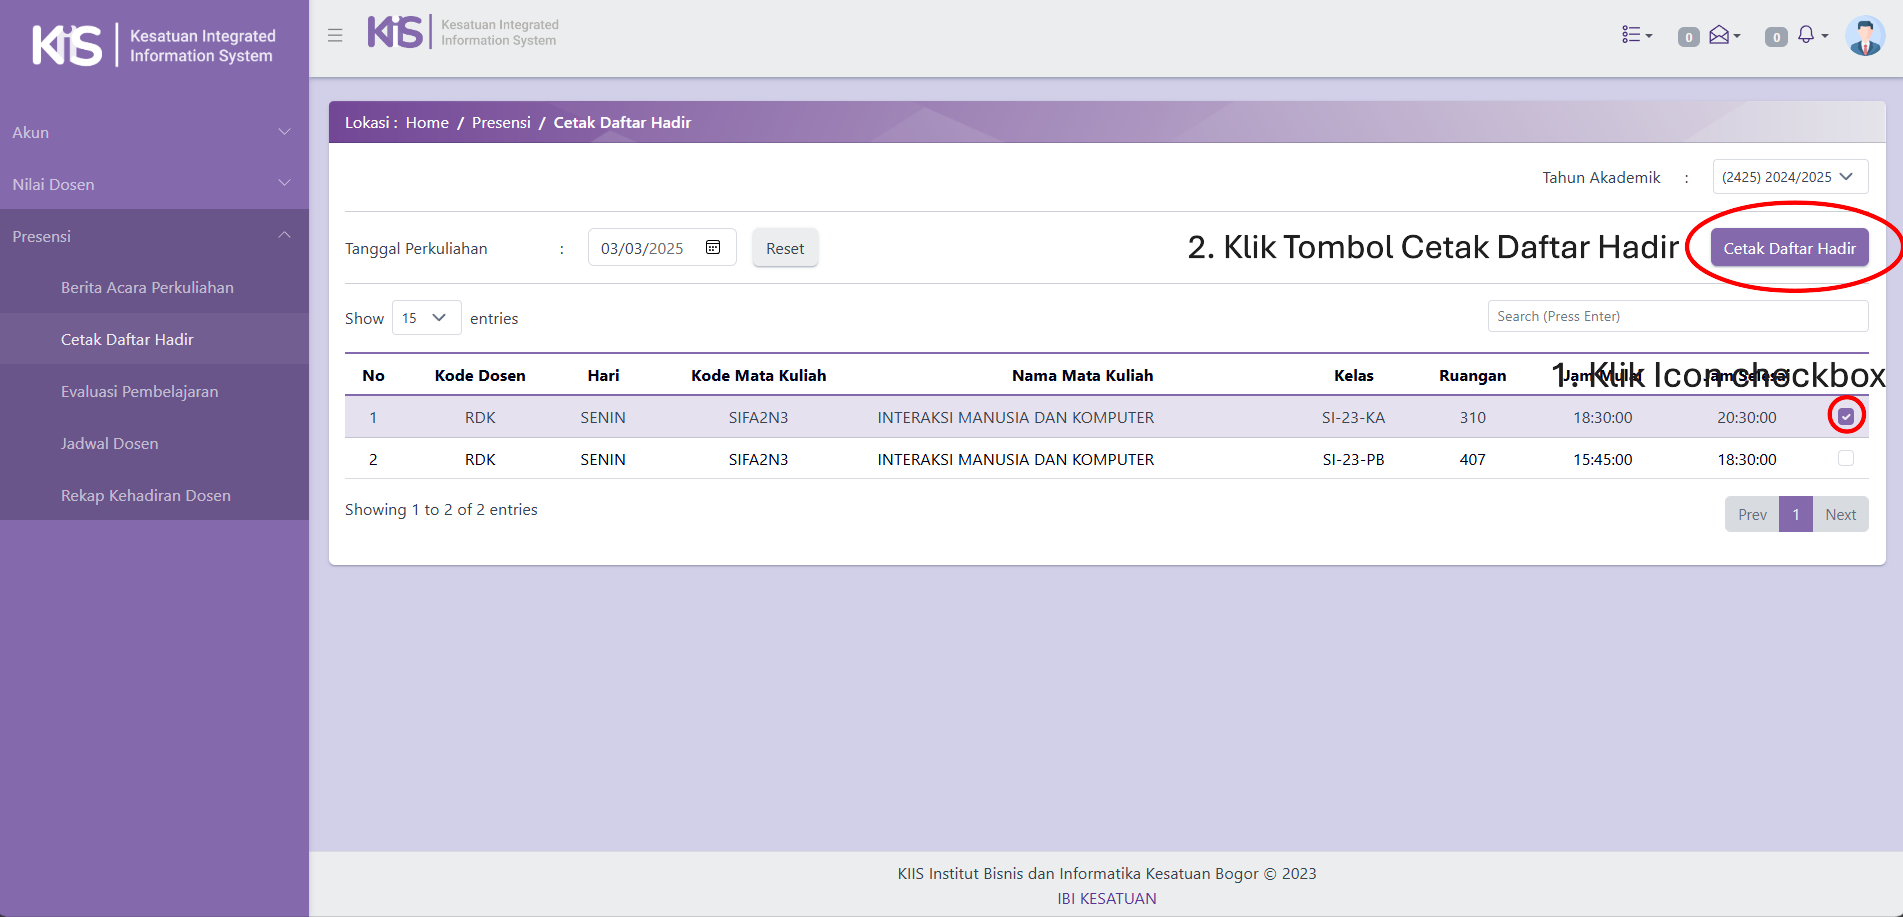 KIS Kesatuan Integrated
Information System
KIS Kesatuan Integrated
Information System
0
0
Akun
Nilai Dosen
Presensi
Berita Acara Perkuliahan
Cetak Daftar Hadir
Evaluasi Pembelajaran
Jadwal Dosen
Rekap Kehadiran Dosen
Lokasi : Home / Presensi / Cetak Daftar Hadir
Tahun Akademik : (2425) 2024/2025
Tanggal Perkuliahan : 03/03/2025 Reset 2. Klik Tombol Cetak Daftar Hadir Cetak Daftar Hadir
Show 15 entries Search (Press Enter)
1. Klik Icon checkbox
No Kode Dosen Hari Kode Mata Kuliah Nama Mata Kuliah Kelas Ruangan Jam Mulai Jam Selesai
1 RDK SENIN SIFA2N3 INTERAKSI MANUSIA DAN KOMPUTER SI-23-KA 310 18:30:00 20:30:00
2 RDK SENIN SIFA2N3 INTERAKSI MANUSIA DAN KOMPUTER SI-23-PB 407 15:45:00 18:30:00
Showing 1 to 2 of 2 entries Prev 1 Next
KIIS Institut Bisnis dan Informatika Kesatuan Bogor © 2023
IBI KESATUAN